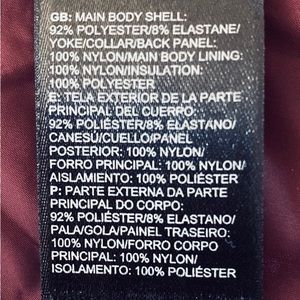 GB: MAIN BODY SHELL:
92% POLYESTER/8% ELASTANE/
YOKE/COLLAR/BACK PANEL:
100% NYLON/MAIN BODY LINING:
100% NYLON/INSULATION:
100% POLYESTER
E: TELA EXTERIOR DE LA PARTE
PRINCIPAL DEL CUERPO:
92% POLIÉSTER/8% ELASTANO/
CANESÚ/CUELLO/PANEL
POSTERIOR: 100% NYLON/
FORRO PRINCIPAL: 100% NYLON/
AISLAMIENTO: 100% POLIÉSTER
P: PARTE EXTERNA DA PARTE
PRINCIPAL DO CORPO:
92% POLIÉSTER/8% ELASTANO/
PALA/GOLA/PAINEL TRASEIRO:
100% NYLON/FORRO CORPO
PRINCIPAL: 100% NYLON/
ISOLAMENTO: 100% POLIÉSTER